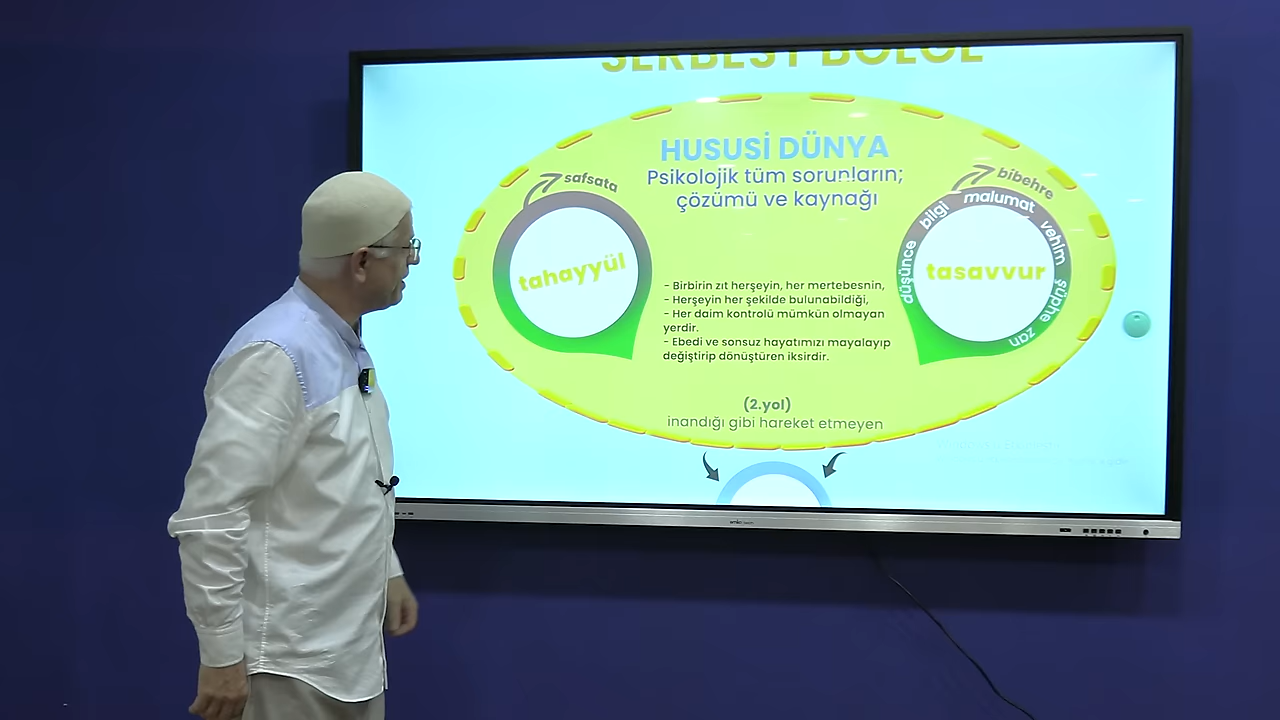 SERBEST BÖLGE
HUSUSİ DÜNYA
Psikolojik tüm sorunların;
çözümü ve kaynağı
safsata
tahayyül
bibehre
düşünce bilgi malumat vehim şüphe zan
tasavvur
- Birbirin zıt herşeyin, her mertebesnin,
- Herşeyin her şekilde bulunabildiği,
- Her daim kontrolü mümkün olmayan
yerdir.
- Ebedi ve sonsuz hayatımızı mayalayıp
değiştirip dönüştüren iksirdir.
(2.yol)
inandığı gibi hareket etmeyen